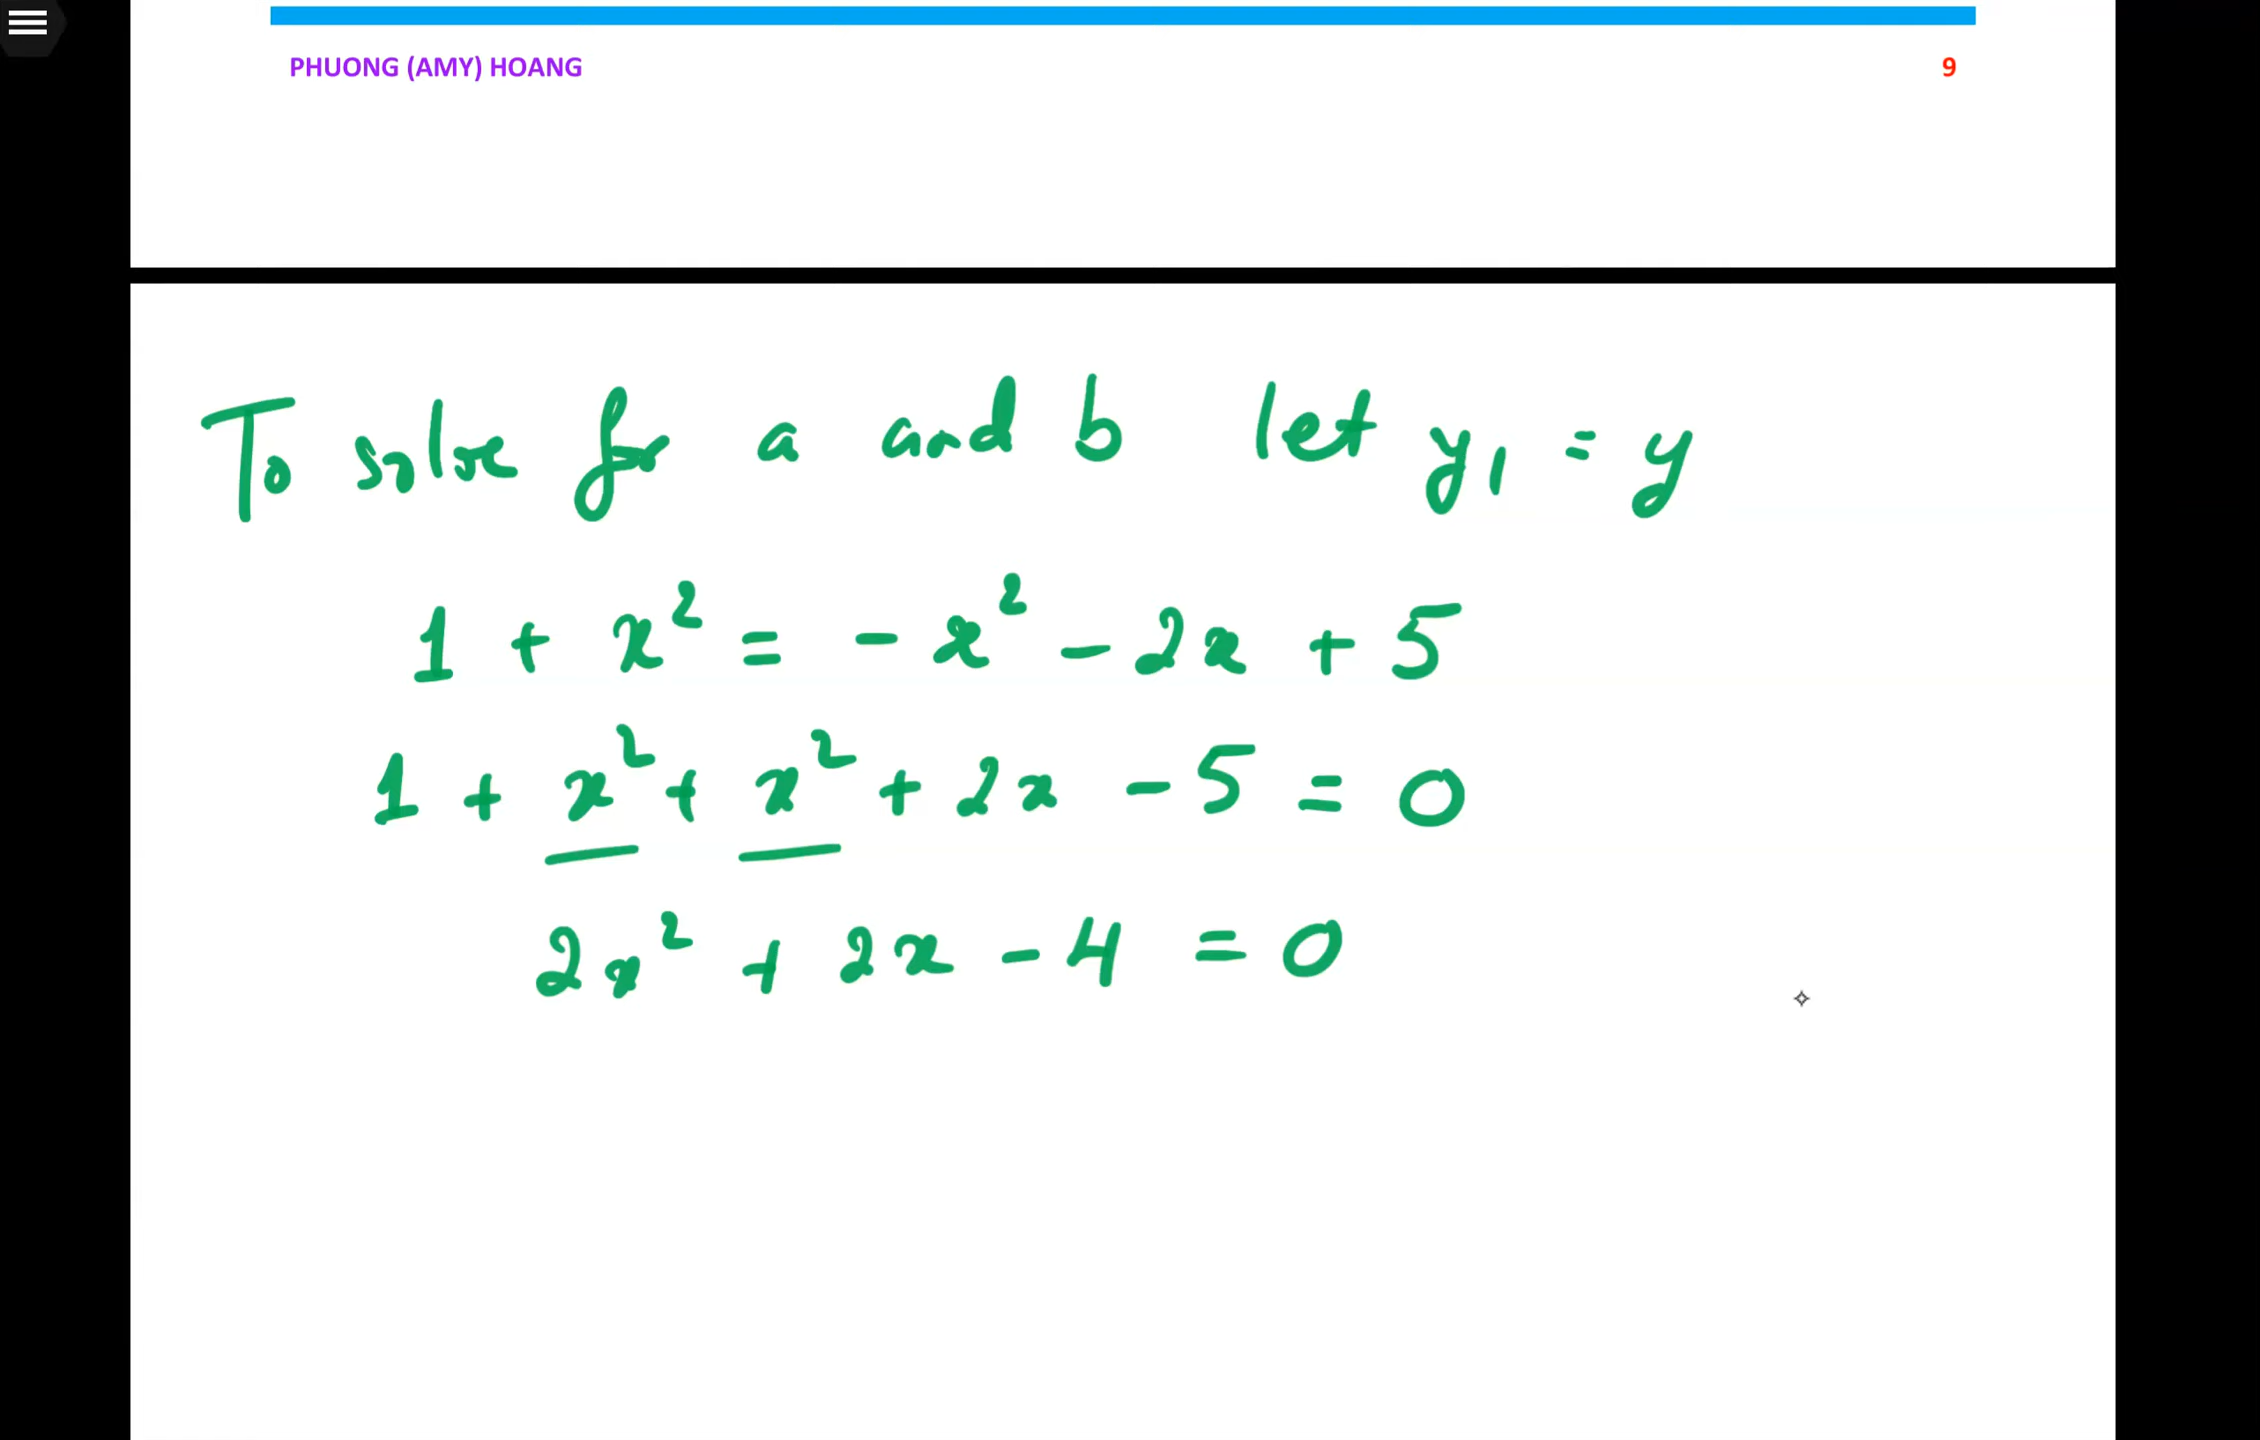 PHUONG (AMY) HOANG 9
To solve for a and b let y₁ = y
1 + x² = - x² - 2x + 5
1 + x² + x² + 2x - 5 = 0
2x² + 2x - 4 = 0